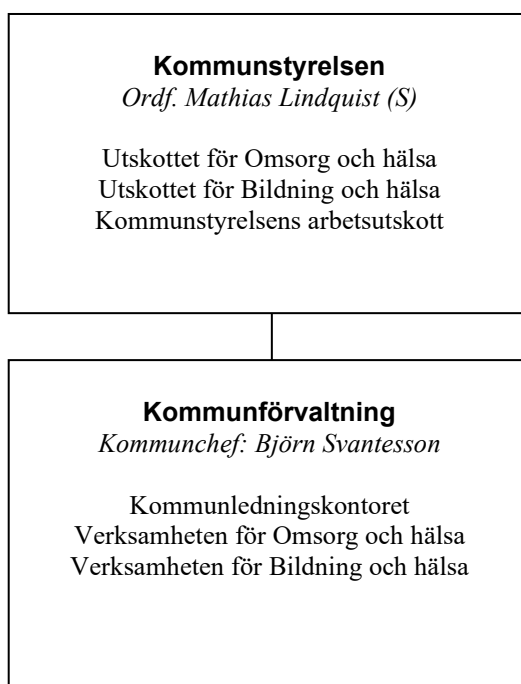 Kommunstyrelsen
Ordf. Mathias Lindquist (S)
Utskottet för Omsorg och hälsa
Utskottet för Bildning och hälsa
Kommunstyrelsens arbetsutskott
Kommunförvaltning
Kommunchef: Björn Svantesson
Kommunledningskontoret
Verksamheten för Omsorg och hälsa
Verksamheten för Bildning och hälsa